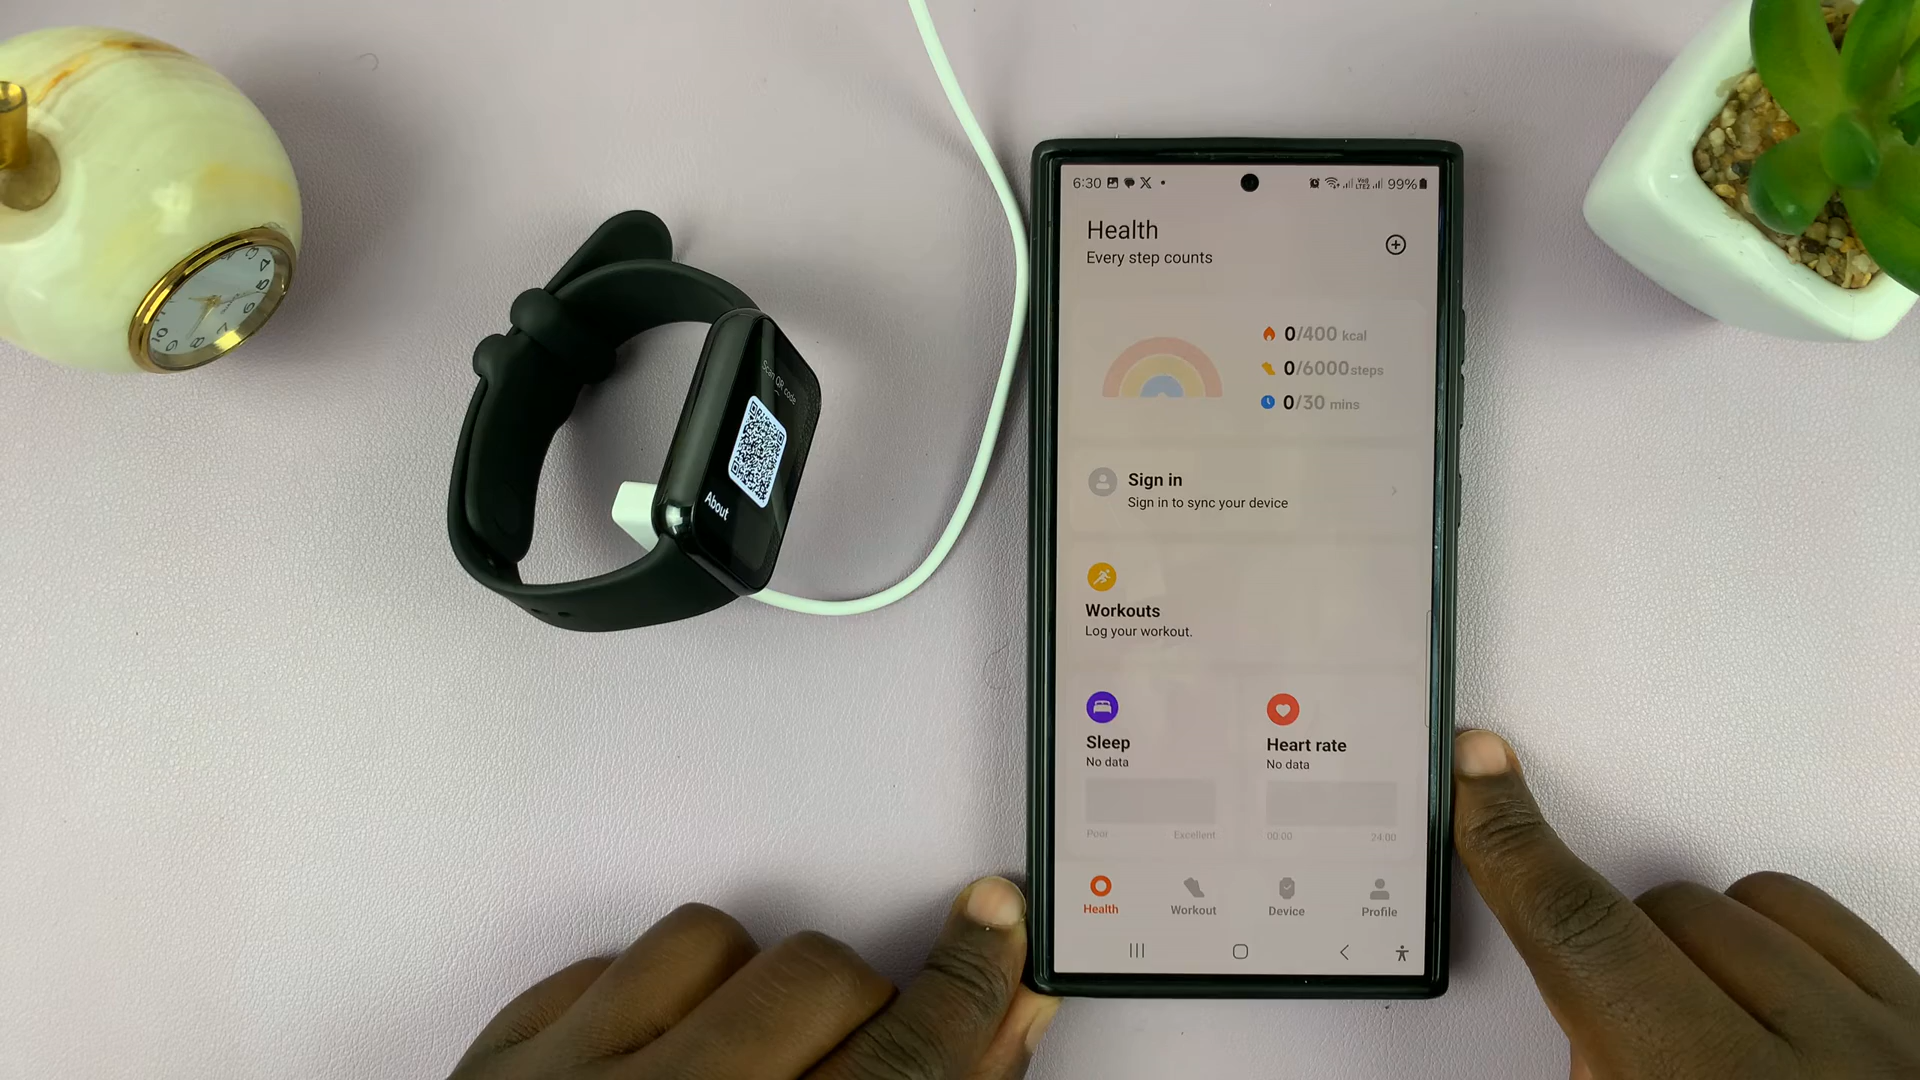 Scan QR code
About
6:30
99%
Health
Every step counts
0/400 kcal
0/6000 steps
0/30 mins
Sign in
Sign in to sync your device
Workouts
Log your workout.
Sleep
No data
Poor Excellent
Heart rate
No data
00:00 24:00
Health Workout Device Profile